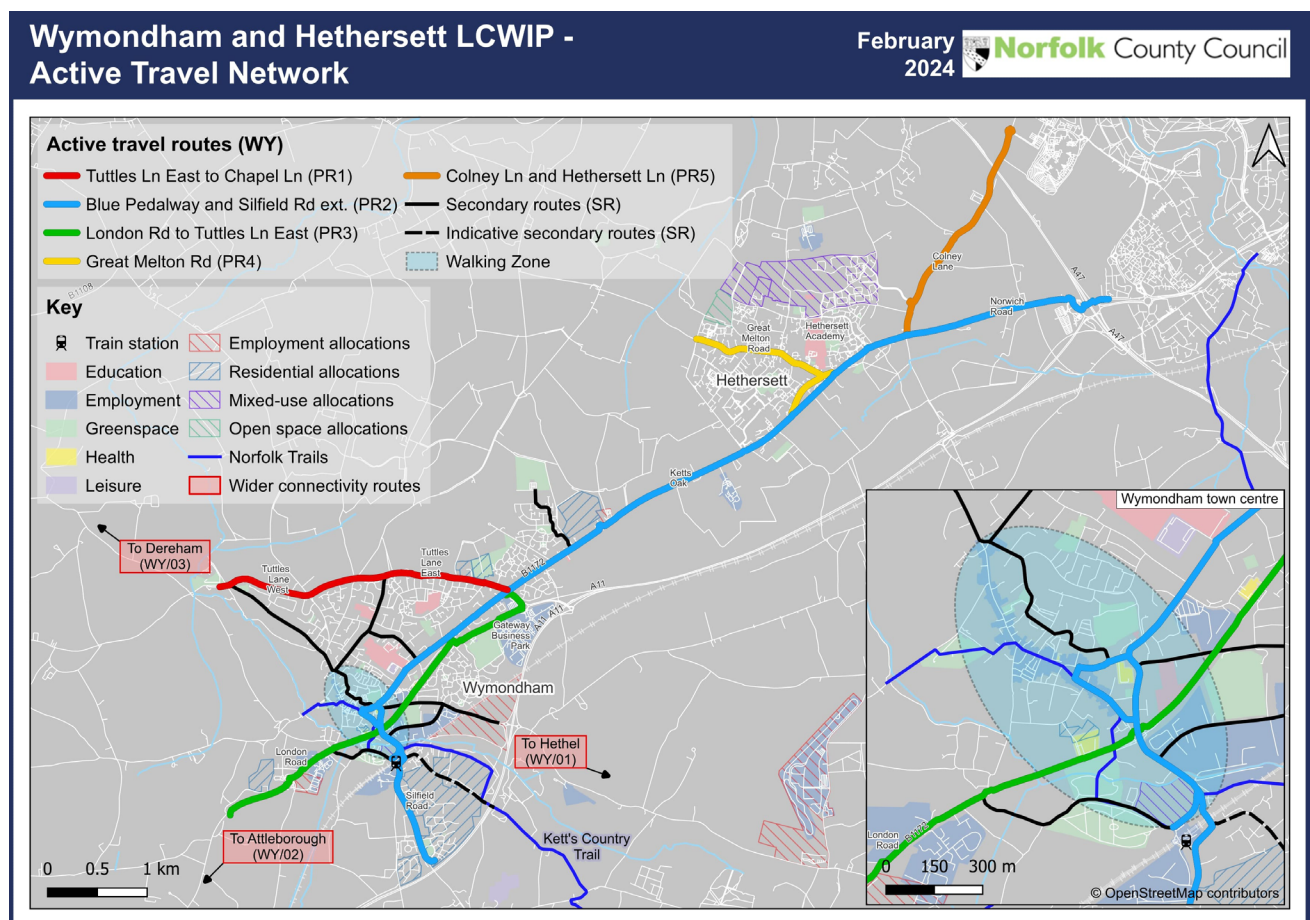 Wymondham and Hethersett LCWIP -
Active Travel Network
February
2024
Norfolk County Council
Active travel routes (WY)
Tuttles Ln East to Chapel Ln (PR1)
Blue Pedalway and Silfield Rd ext. (PR2)
London Rd to Tuttles Ln East (PR3)
Great Melton Rd (PR4)
Colney Ln and Hethersett Ln (PR5)
Secondary routes (SR)
Indicative secondary routes (SR)
Walking Zone
B1108
Key
Train station
Education
Employment
Greenspace
Health
Leisure
Employment allocations
Residential allocations
Mixed-use allocations
Open space allocations
Norfolk Trails
Wider connectivity routes
Colney
Lane
A47
Norwich
Road
A47
Great
Melton
Road
Hethersett
Academy
Hethersett
Ketts
Oak
To Dereham
(WY/03)
Tuttles
Lane
West
Tuttles
Lane
East
B1172
A11
A11
A11
Gateway
Business
Park
Wymondham
London
Road
To Hethel
(WY/01)
Silfield
Road
To Attleborough
(WY/02)
Kett's Country
Trail
0 0.5 1 km
Wymondham town centre
London
Road
B1172
0 150 300 m
© OpenStreetMap contributors